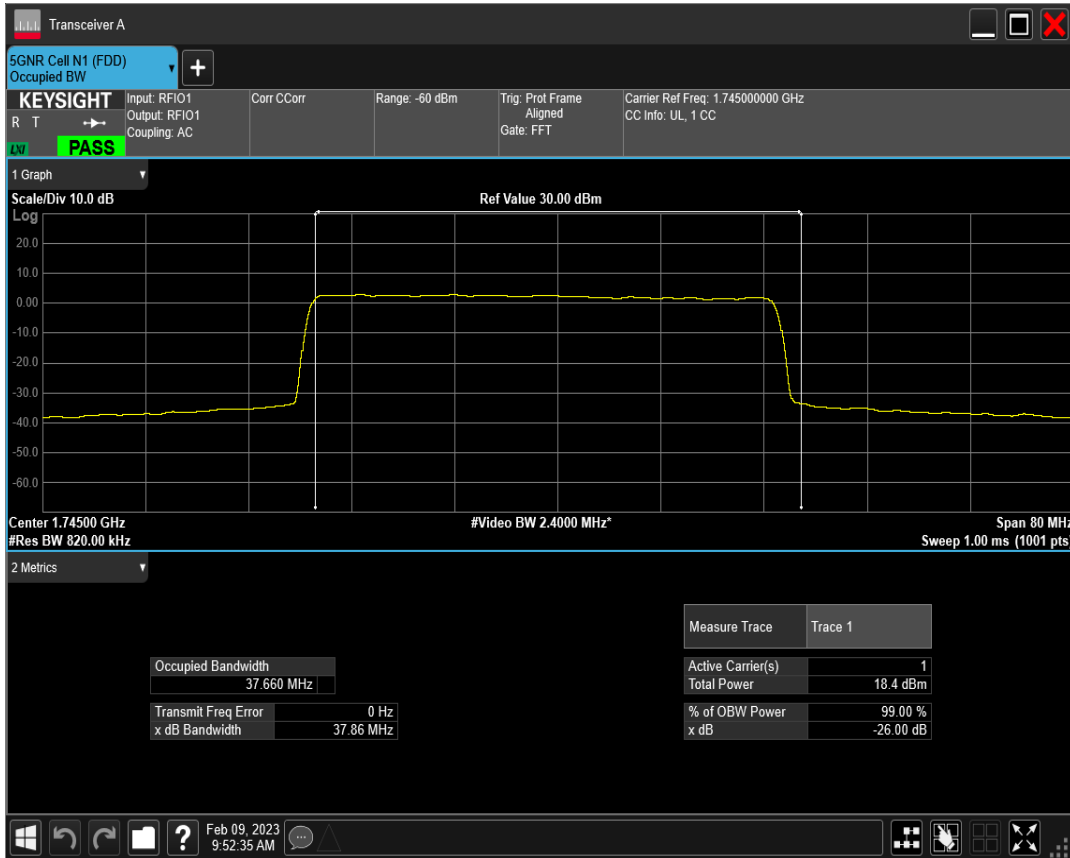 Transceiver A
5GNR Cell N1 (FDD)
Occupied BW
+
KEYSIGHT
R T
LXI
PASS
Input: RFIO1
Output: RFIO1
Coupling: AC
Corr CCorr
Range: -60 dBm
Trig: Prot Frame
Aligned
Gate: FFT
Carrier Ref Freq: 1.745000000 GHz
CC Info: UL, 1 CC
1 Graph
Scale/Div 10.0 dB
Ref Value 30.00 dBm
Log
20.0
10.0
0.00
-10.0
-20.0
-30.0
-40.0
-50.0
-60.0
Center 1.74500 GHz
#Video BW 2.4000 MHz*
Span 80 MHz
#Res BW 820.00 kHz
Sweep 1.00 ms (1001 pts)
2 Metrics
Measure Trace Trace 1
Occupied Bandwidth
37.660 MHz
Active Carrier(s) 1
Total Power 18.4 dBm
Transmit Freq Error 0 Hz
x dB Bandwidth 37.86 MHz
% of OBW Power 99.00 %
x dB -26.00 dB
?
Feb 09, 2023
9:52:35 AM